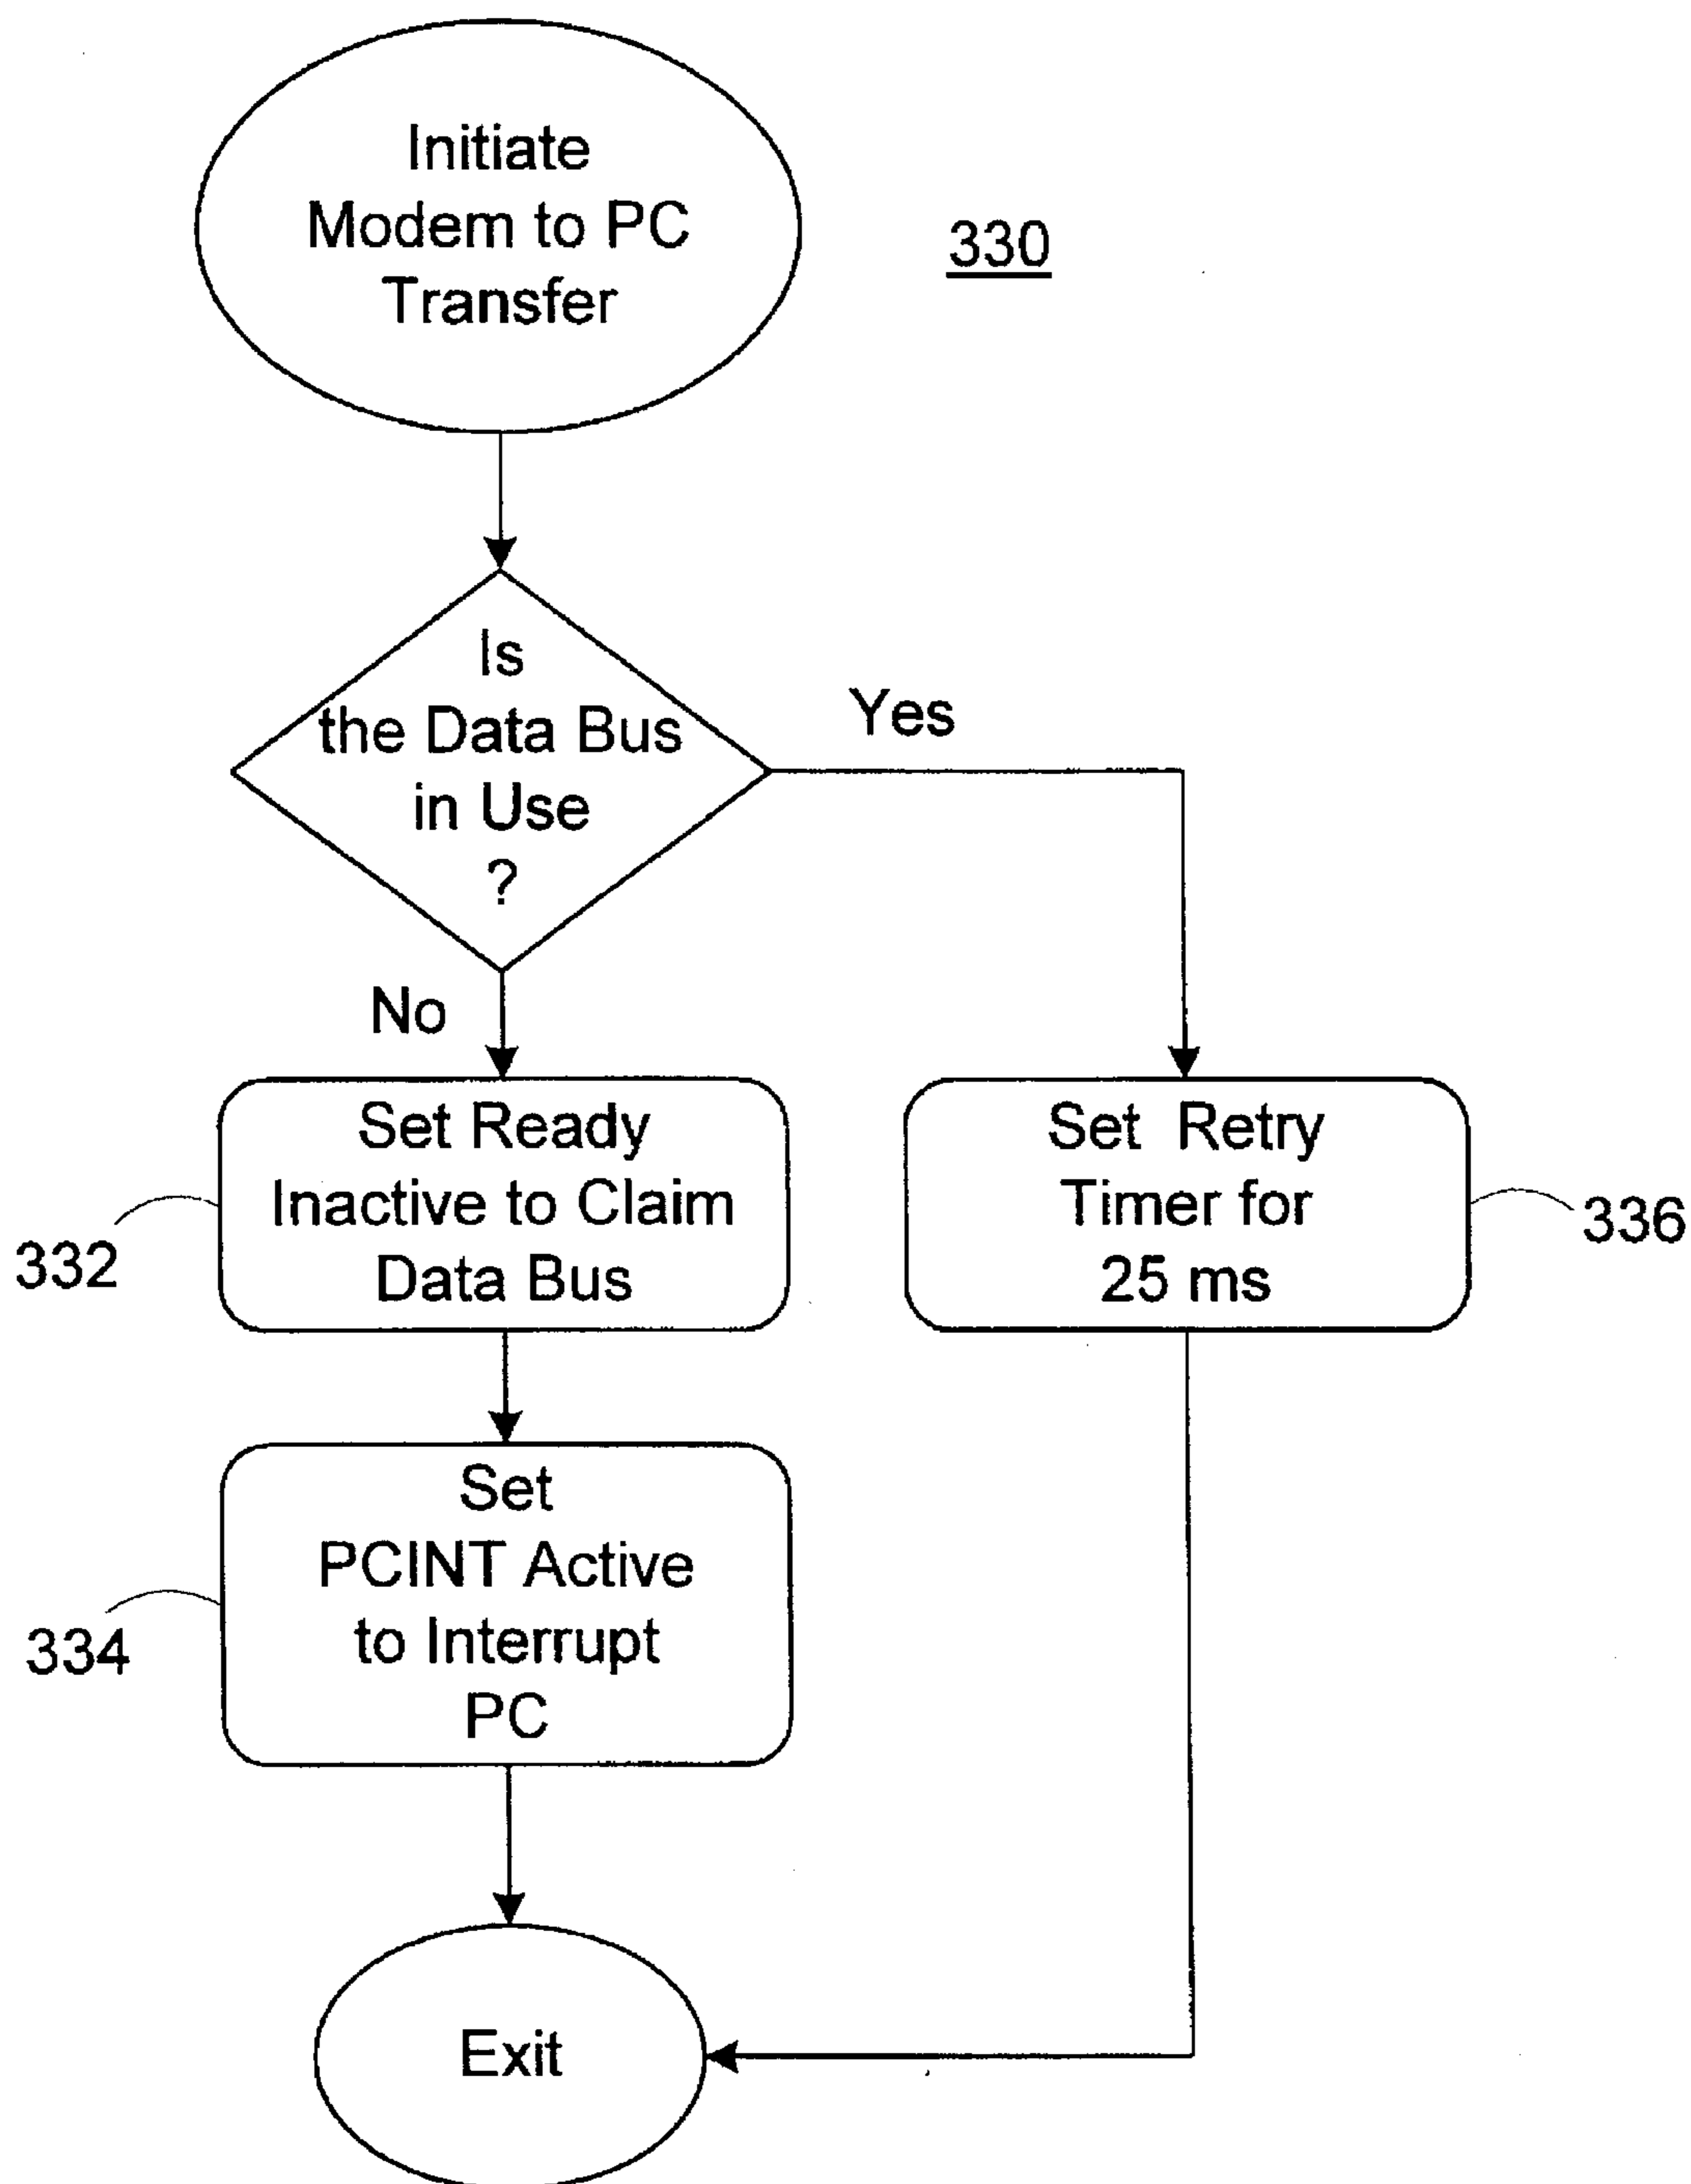 Initiate
Modem to PC
Transfer
330
Is
the Data Bus
in Use
?
Yes
No
Set Ready
Inactive to Claim
Data Bus
332
Set Retry
Timer for
25 ms
336
Set
PCINT Active
to Interrupt
PC
334
Exit